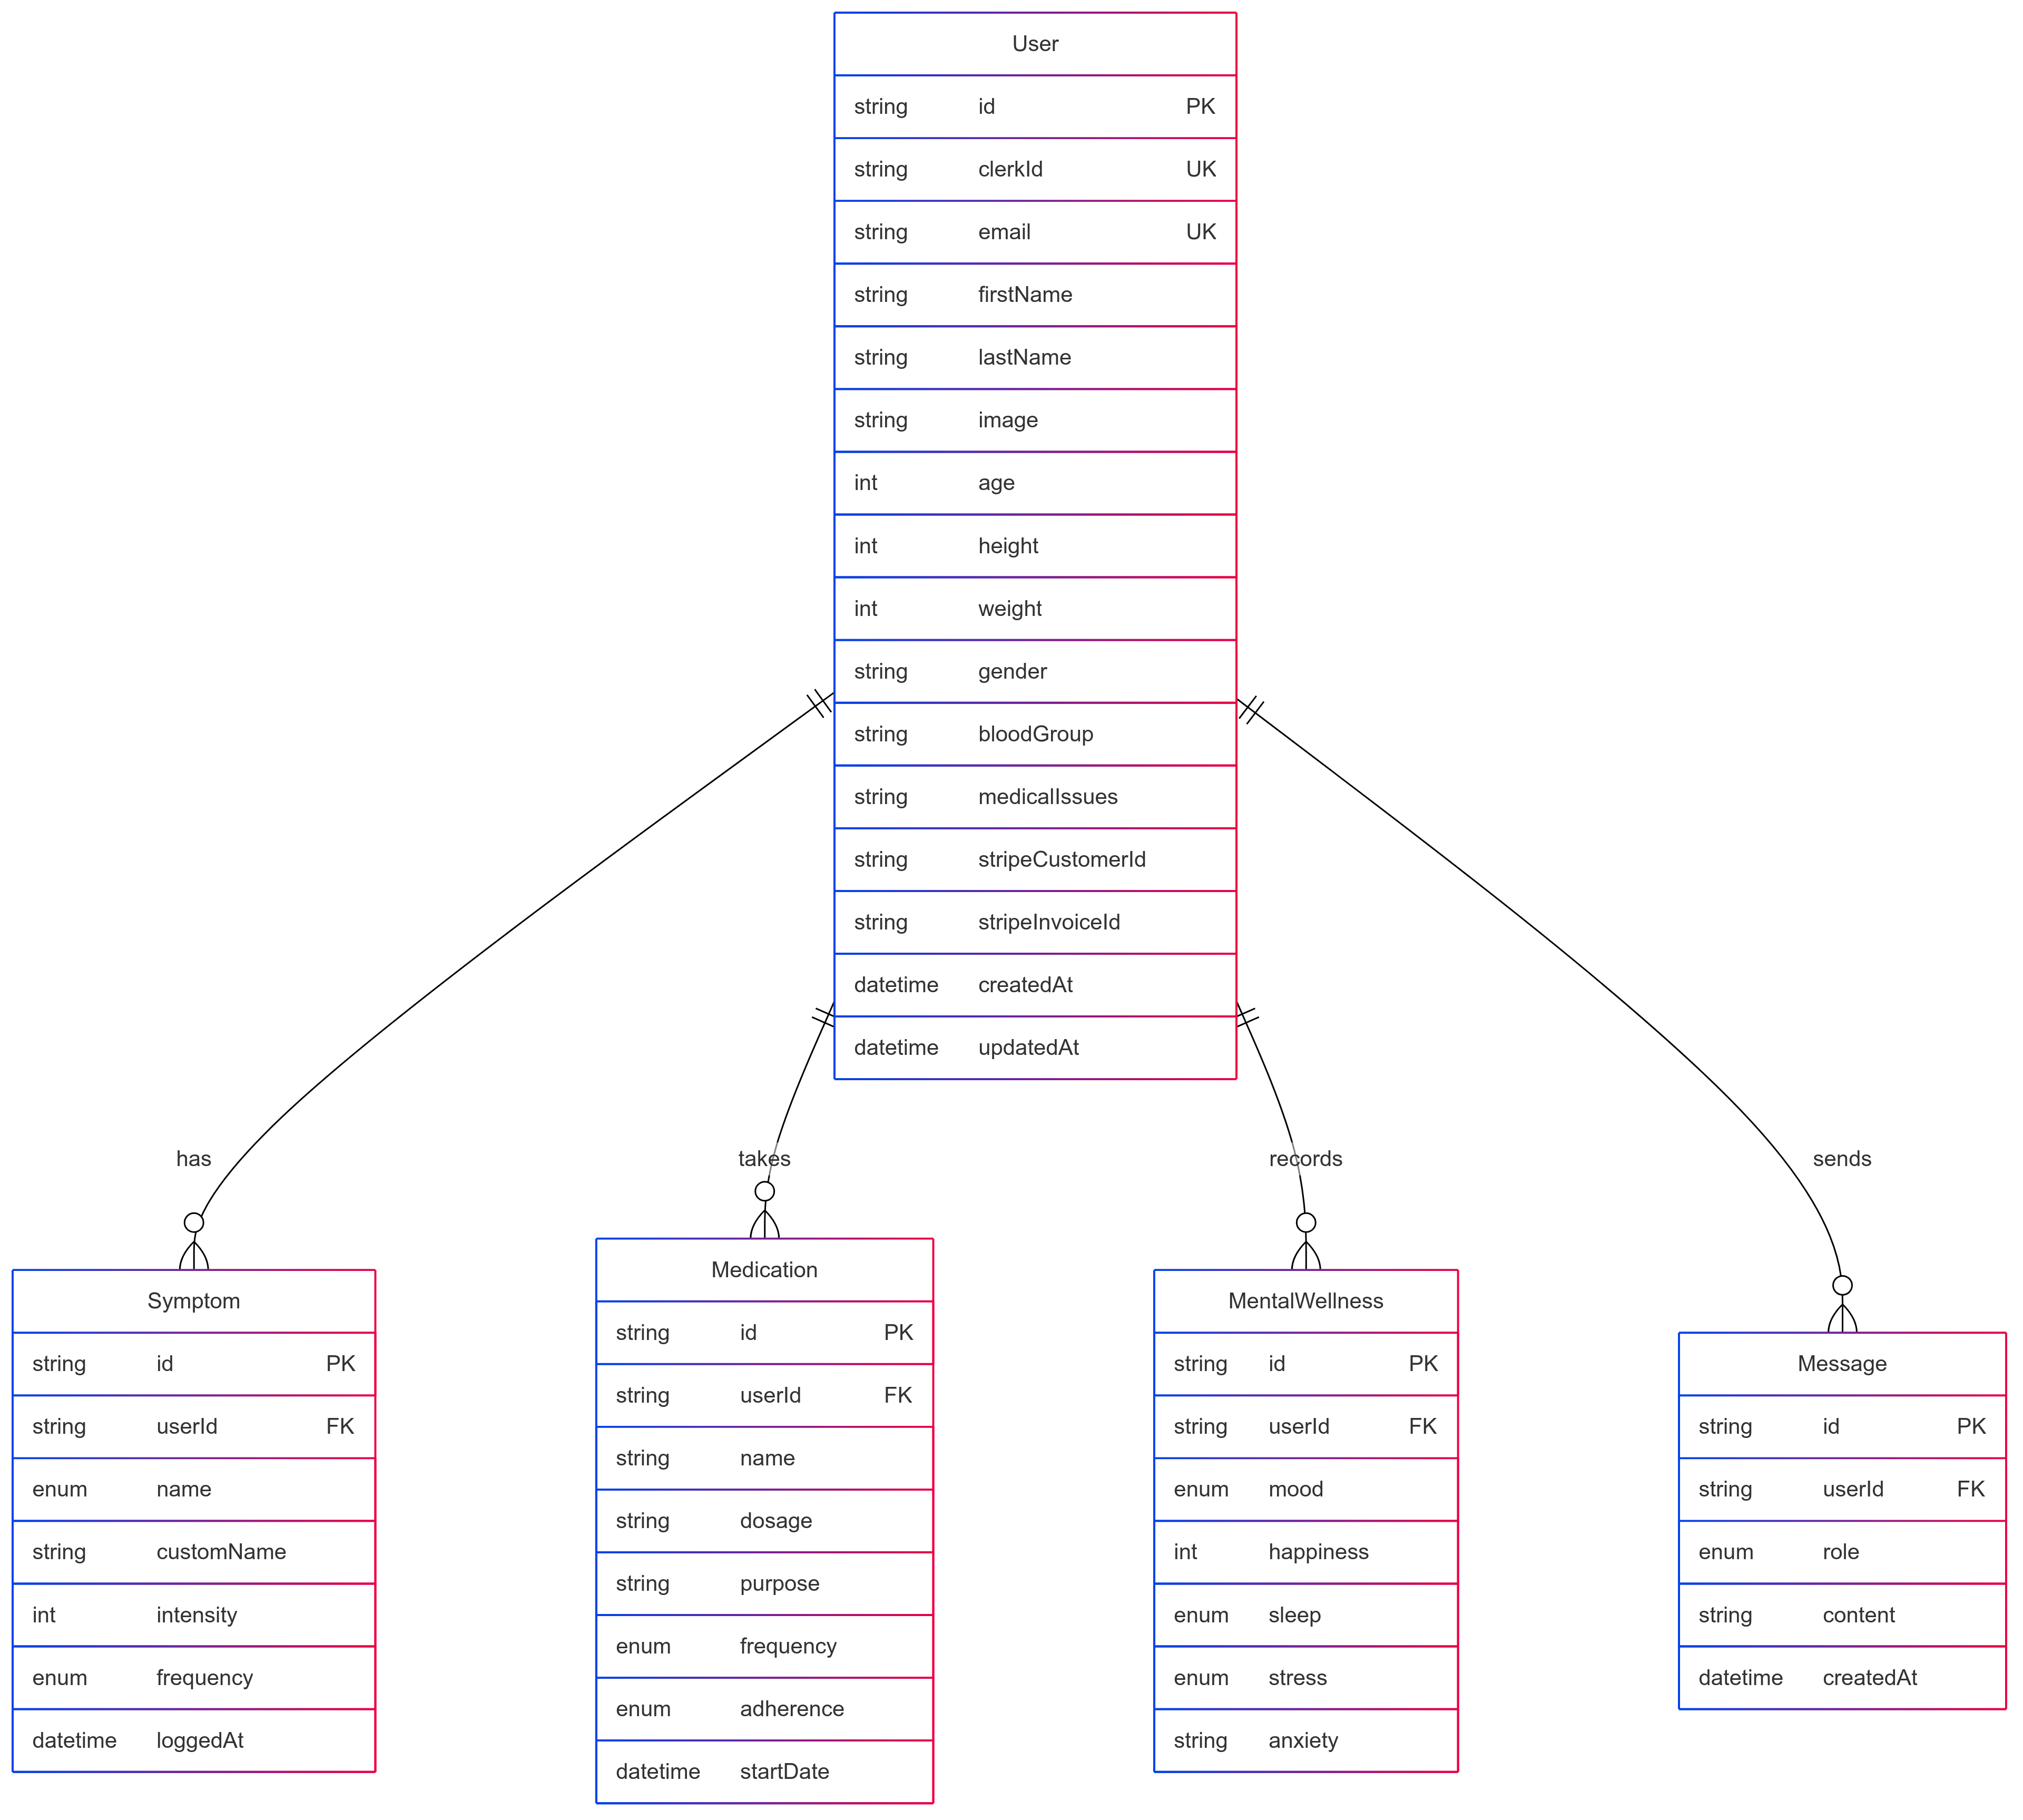 User
string id PK
string clerkId UK
string email UK
string firstName
string lastName
string image
int age
int height
int weight
string gender
string bloodGroup
string medicalIssues
string stripeCustomerId
string stripeInvoiceId
datetime createdAt
datetime updatedAt
has
takes
records
sends
Symptom
string id PK
string userId FK
enum name
string customName
int intensity
enum frequency
datetime loggedAt
Medication
string id PK
string userId FK
string name
string dosage
string purpose
enum frequency
enum adherence
datetime startDate
MentalWellness
string id PK
string userId FK
enum mood
int happiness
enum sleep
enum stress
string anxiety
Message
string id PK
string userId FK
enum role
string content
datetime createdAt